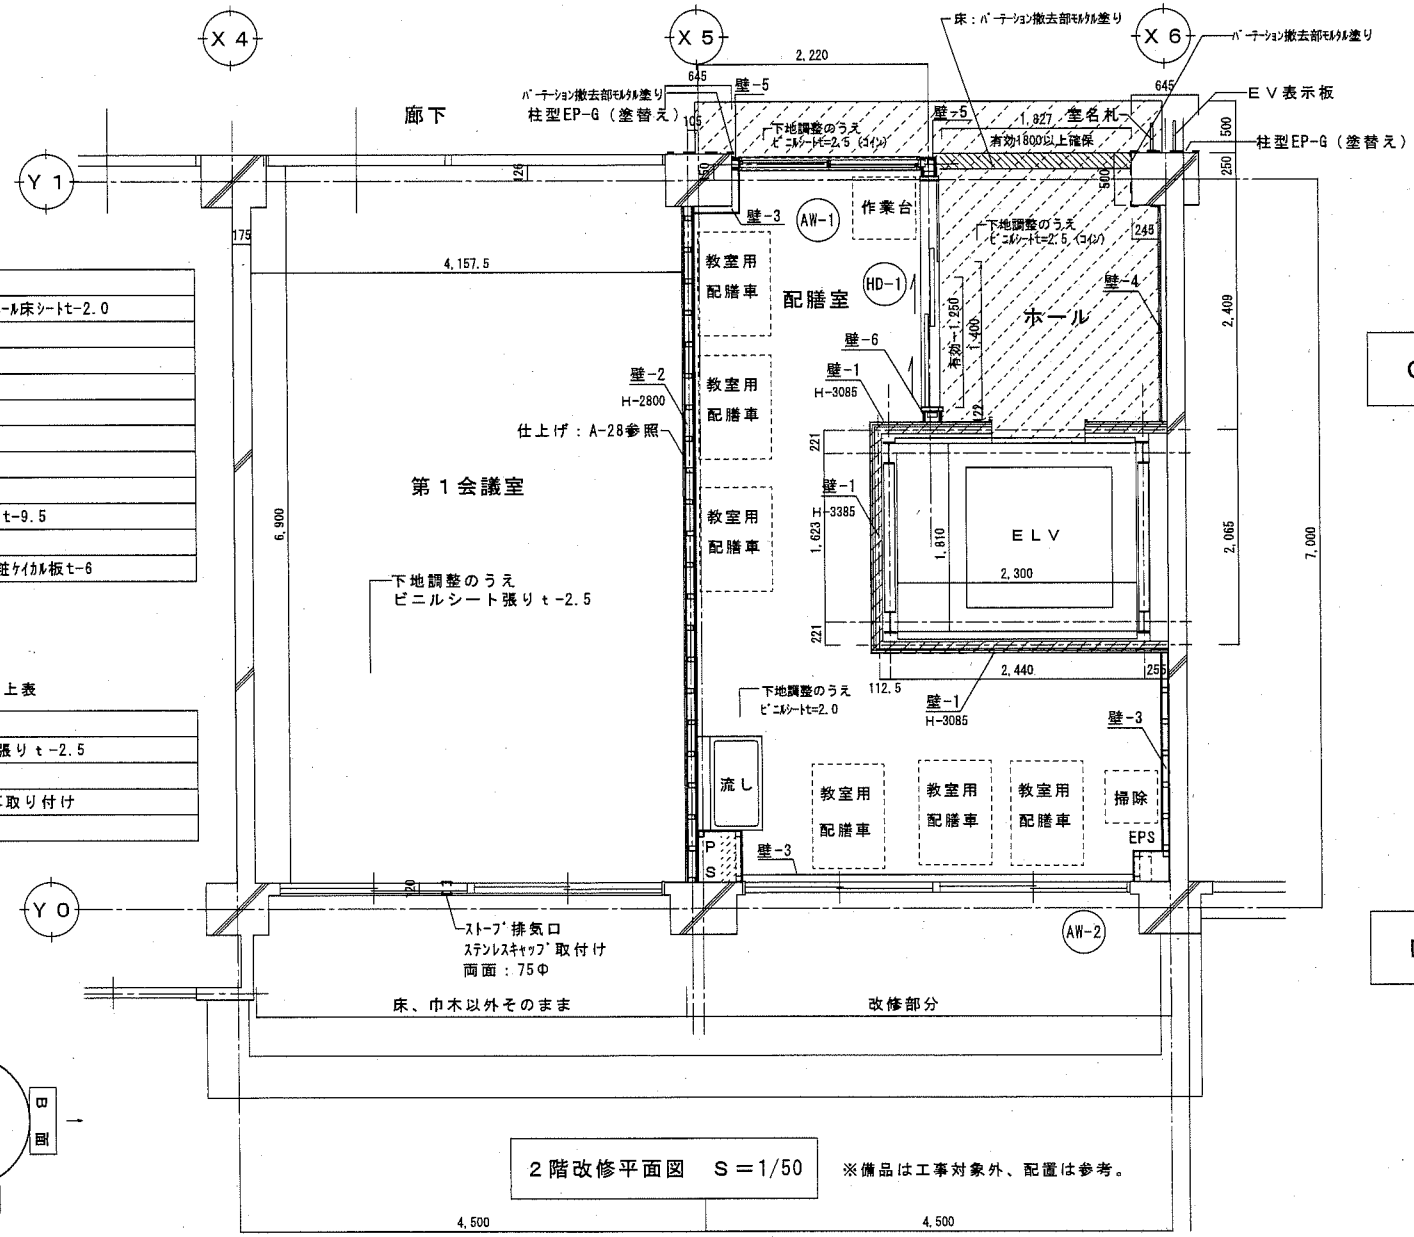 X 4
X 5
X 6
床：パーテーション撤去部モルタル塗り
パーテーション撤去部モルタル塗り
2,220
645
壁-5
パーテーション撤去部モルタル塗り
柱型EP-G（塗替え）
105
廊下
下地調整のうえ
ビニルシートt=2.5（コイン）
壁-5
1,827
有効1800以上確保
室名札
645
EV表示板
500
柱型EP-G（塗替え）
250
Y 1
126
150
500
作業台
AW-1
壁-3
175
下地調整のうえ
ビニルシートt=2.5（コイン）
245
4,157.5
教室用
配膳車
配膳室
HD-1
壁-4
ホール
有効-1,250
1,400
2,409
ール床シートt-2.0
壁-6
122
壁-2
H-2800
教室用
配膳車
壁-1
H-3085
仕上げ：A-28参照
221
第１会議室
壁-1
H-3385
教室用
配膳車
t-9.5
6,900
1,623
1,810
ELV
2,300
2,065
7,000
粧ケイカル板t-6
下地調整のうえ
ビニルシート張りｔ-2.5
221
2,440
255
112.5
上表
下地調整のうえ
ビニルシートt=2.0
壁-1
H-3085
壁-3
張りｔ-2.5
取り付け
流し
教室用
配膳車
教室用
配膳車
教室用
配膳車
掃除
EPS
P
S
壁-3
120
Y 0
ストーブ排気口
ステンレスキャップ取付け
両面：75Φ
AW-2
床、巾木以外そのまま
改修部分
B
面
２階改修平面図　Ｓ＝1/50
※備品は工事対象外、配置は参考。
4,500
4,500